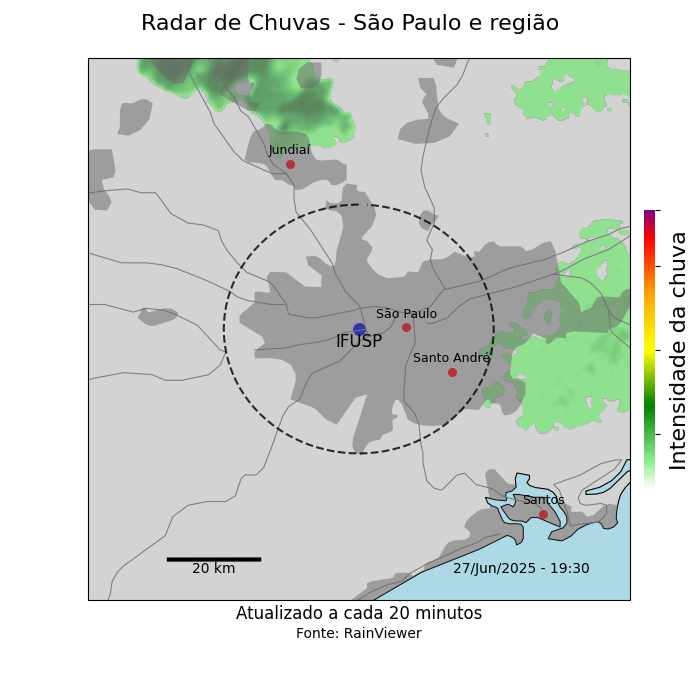 Radar de Chuvas - São Paulo e região
Jundiaí
São Paulo
IFUSP
Santo André
Intensidade da chuva
Santos
20 km
27/Jun/2025 - 19:30
Atualizado a cada 20 minutos
Fonte: RainViewer